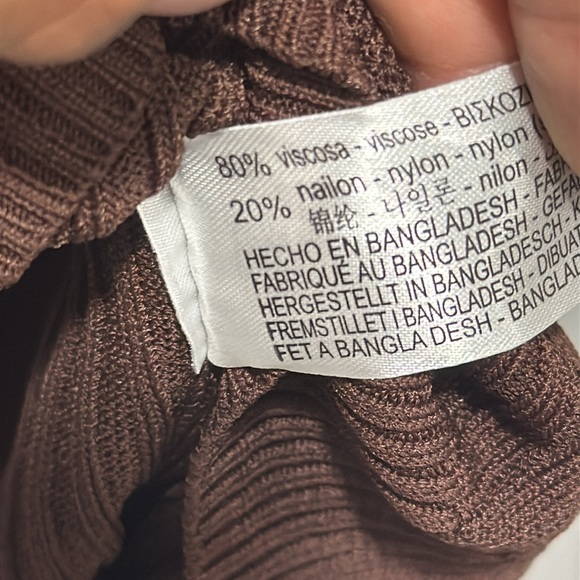 80% viscosa - viscose - ΒΙΣΚΟΖ
20% nailon - nylon - nylon (
锦纶 - 나일론 - nilon -
HECHO EN BANGLADESH - FAB
FABRIQUÉ AU BANGLADESH - GEFA
HERGESTELLT IN BANGLADESCH - 
FREMSTILLET I BANGLADESH - DIBUA
FET A BANGLA DESH - BANGLAD